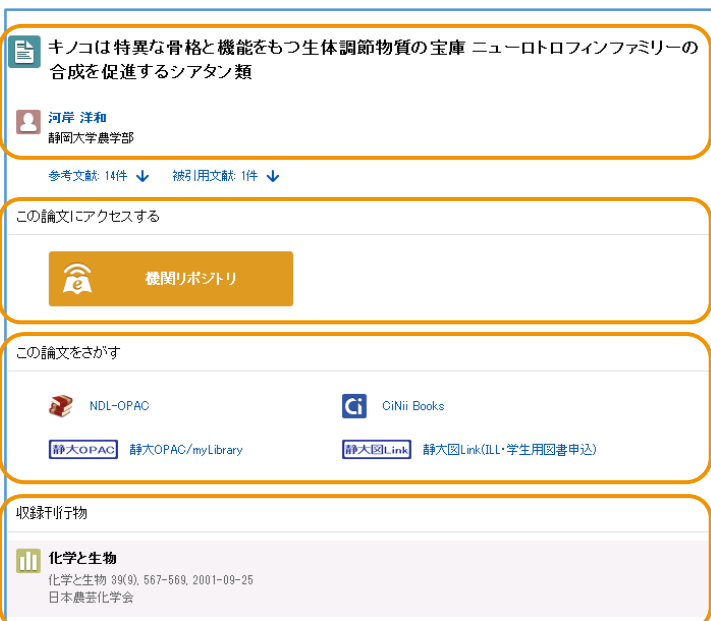 キノコは特異な骨格と機能をもつ生体調節物質の宝庫 ニューロトロフィンファミリーの
合成を促進するシアタン類
河岸 洋和
静岡大学農学部
参考文献: 14件 ↓ 被引用文献: 1件 ↓
この論文にアクセスする
e 機関リポジトリ
この論文をさがす
NDL-OPAC
Ci CiNii Books
静大OPAC 静大OPAC/myLibrary
静大図Link 静大図Link(ILL・学生用図書申込)
収録刊行物
化学と生物
化学と生物 39(9), 567-569, 2001-09-25
日本農芸化学会